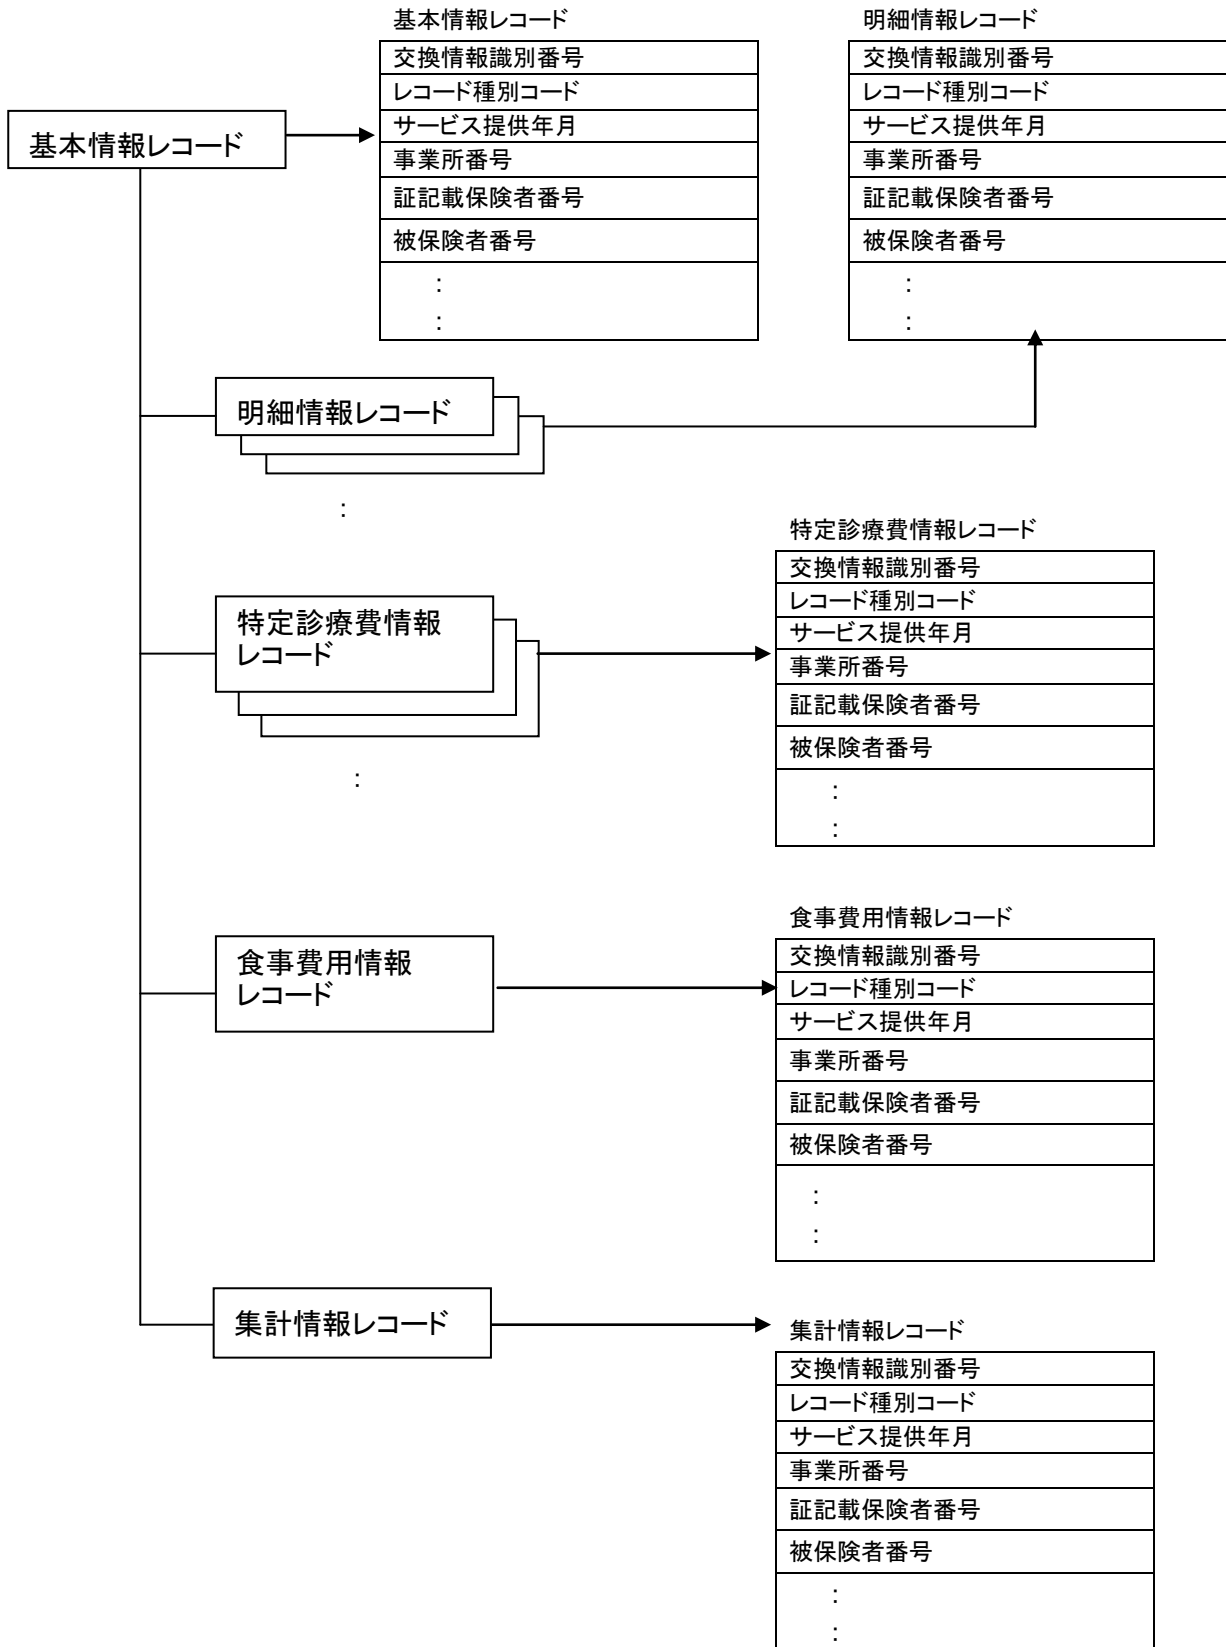 基本情報レコード
交換情報識別番号
レコード種別コード
サービス提供年月
事業所番号
証記載保険者番号
被保険者番号
:
:
明細情報レコード
交換情報識別番号
レコード種別コード
サービス提供年月
事業所番号
証記載保険者番号
被保険者番号
:
:
基本情報レコード
明細情報レコード
:
特定診療費情報
レコード
:
特定診療費情報レコード
交換情報識別番号
レコード種別コード
サービス提供年月
事業所番号
証記載保険者番号
被保険者番号
:
:
食事費用情報
レコード
食事費用情報レコード
交換情報識別番号
レコード種別コード
サービス提供年月
事業所番号
証記載保険者番号
被保険者番号
:
:
集計情報レコード
集計情報レコード
交換情報識別番号
レコード種別コード
サービス提供年月
事業所番号
証記載保険者番号
被保険者番号
:
: